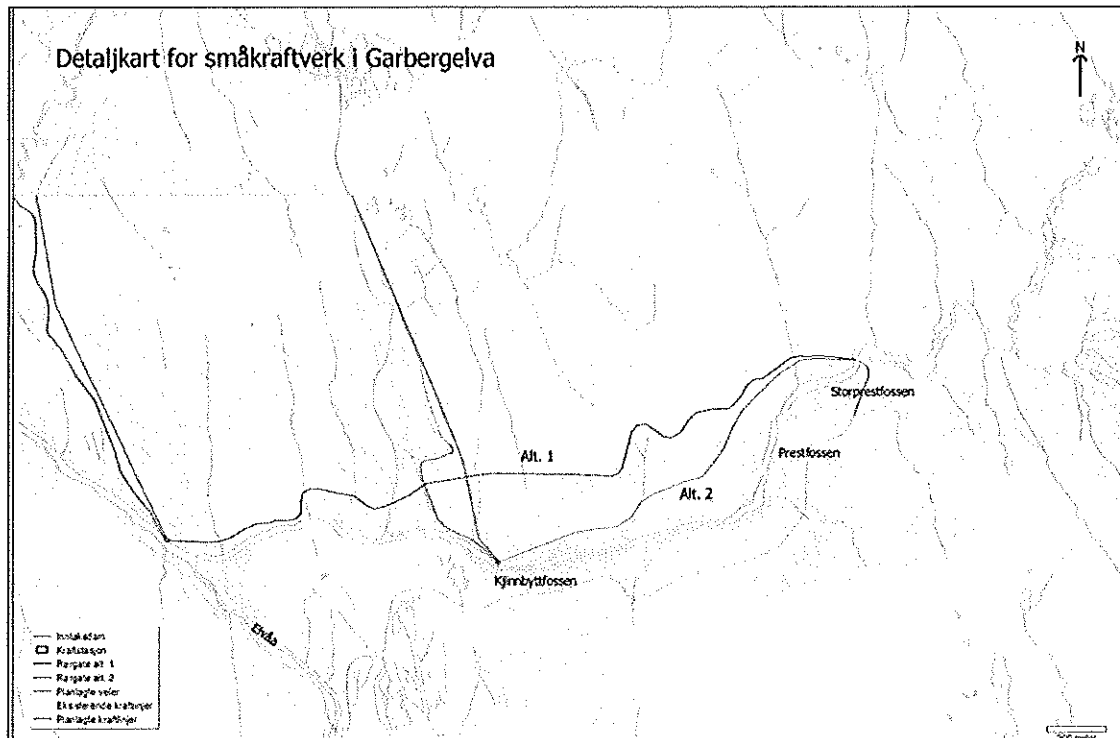 Detaljkart for småkraftverk i Garbergelva
N
Storprestfossen
Alt. 1
Prestfossen
Alt. 2
Kjinnbyttfossen
Elvåa
Inntaksdam
Kraftstasjon
Rørgate alt. 1
Rørgate alt. 2
Planlagte veier
Eksisterende kraftlinjer
Planlagte kraftlinjer